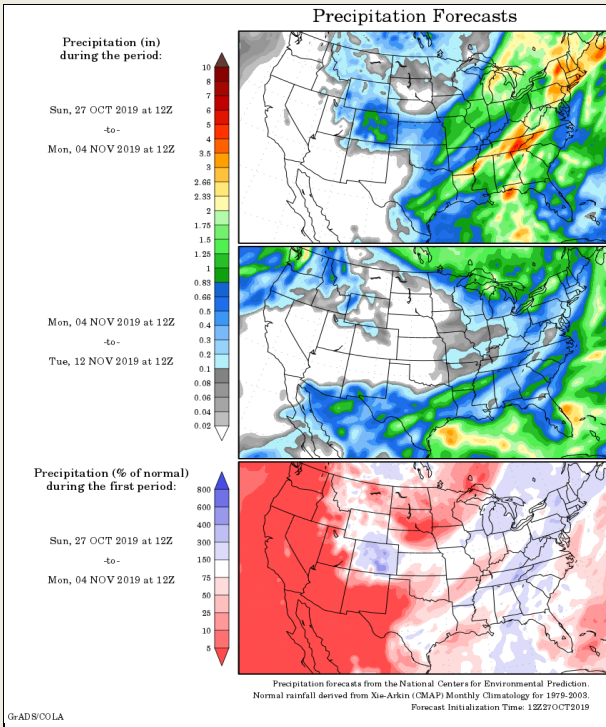 Precipitation Forecasts
Precipitation (in)
during the period:
Sun, 27 OCT 2019 at 12Z
-to-
Mon, 04 NOV 2019 at 12Z
Mon, 04 NOV 2019 at 12Z
-to-
Tue, 12 NOV 2019 at 12Z
10
8
7
6
5
4
3.5
3
2.66
2.33
2
1.75
1.5
1.25
1
0.83
0.66
0.5
0.4
0.3
0.2
0.1
0.08
0.06
0.04
0.02
Precipitation (% of normal)
during the first period:
Sun, 27 OCT 2019 at 12Z
-to-
Mon, 04 NOV 2019 at 12Z
800
600
400
300
150
75
50
25
10
5
Precipitation forecasts from the National Centers for Environmental Prediction.
Normal rainfall derived from Xie-Arkin (CMAP) Monthly Climatology for 1979-2003.
Forecast Initialization Time: 12Z27OCT2019
GrADS/COLA